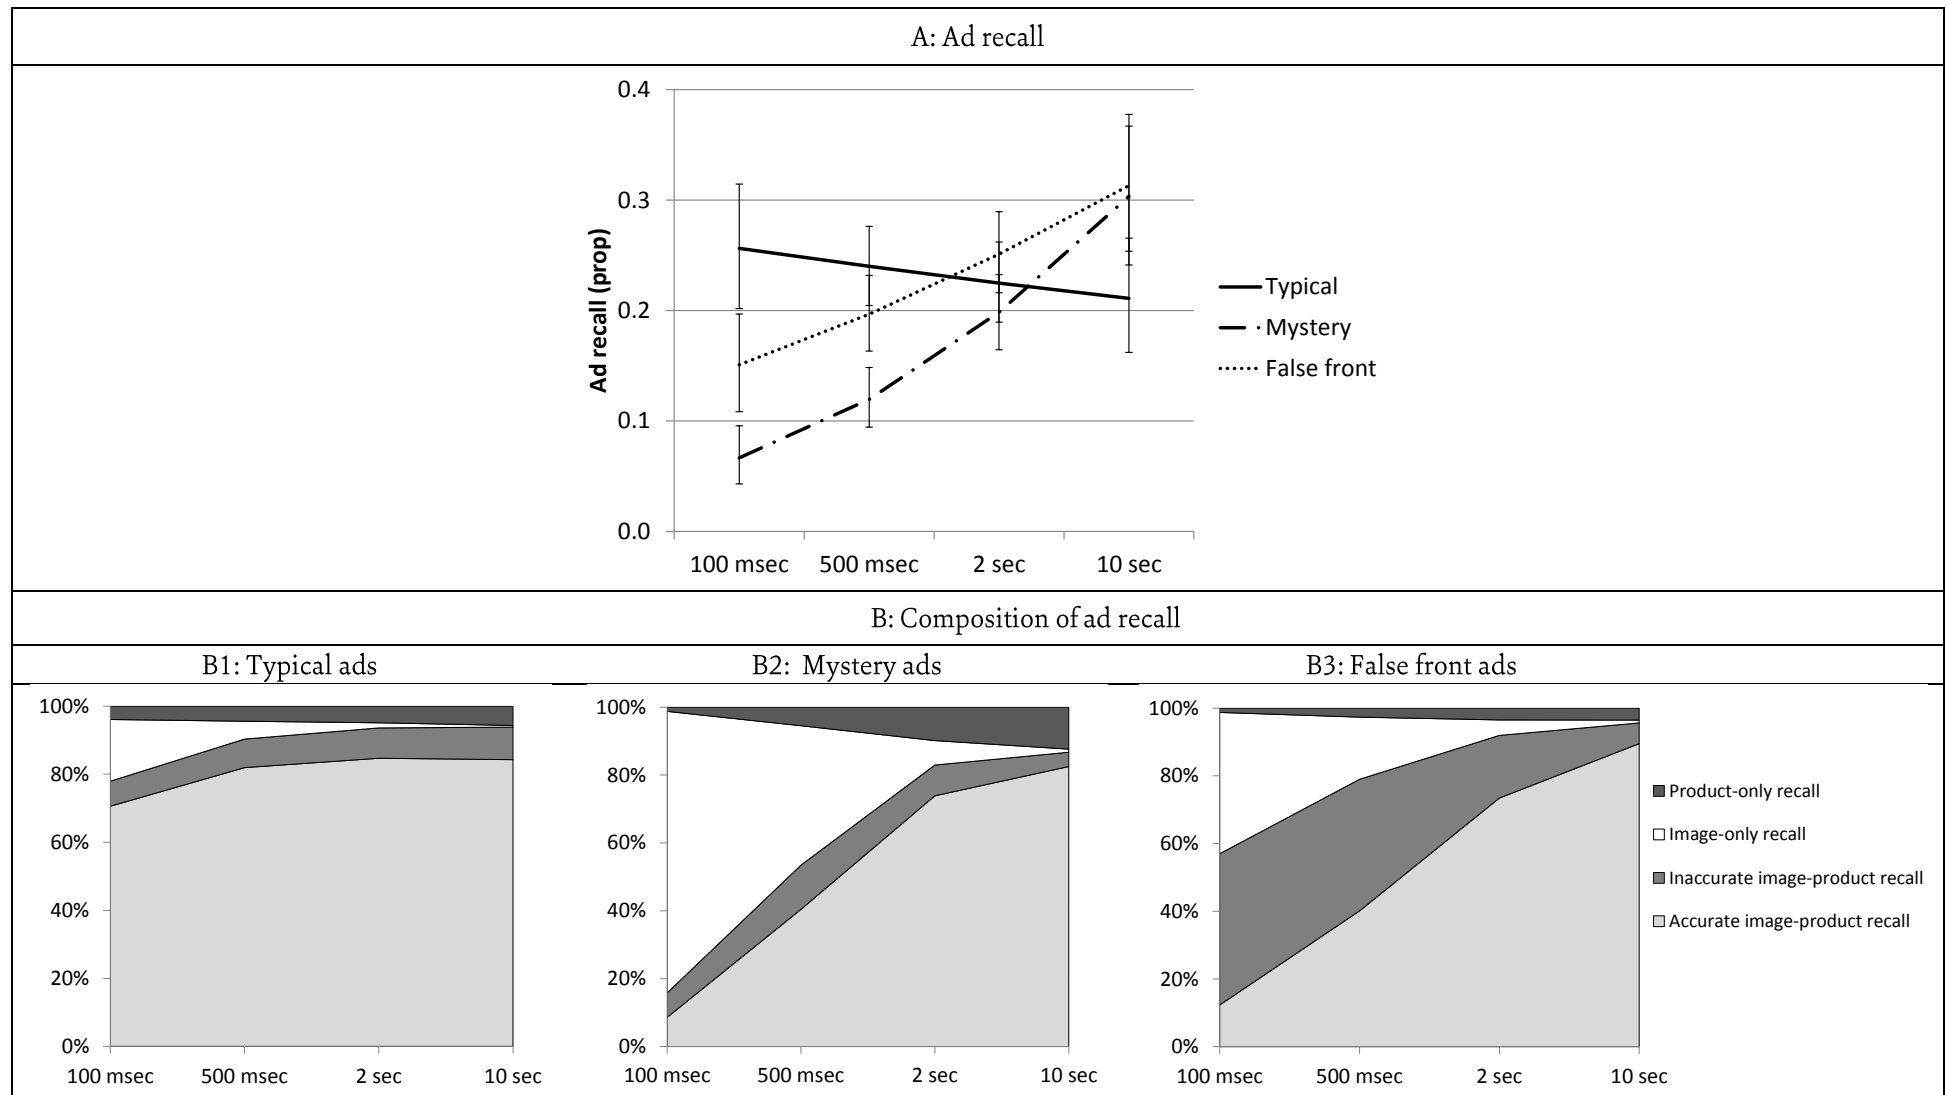 A: Ad recall
0.4
0.3
0.2
0.1
0.0
Ad recall (prop)
100 msec 500 msec 2 sec 10 sec
Typical
Mystery
False front
B: Composition of ad recall
B1: Typical ads
B2: Mystery ads
B3: False front ads
100%
80%
60%
40%
20%
0%
100 msec 500 msec 2 sec 10 sec
100%
80%
60%
40%
20%
0%
100 msec 500 msec 2 sec 10 sec
100%
80%
60%
40%
20%
0%
100 msec 500 msec 2 sec 10 sec
Product-only recall
Image-only recall
Inaccurate image-product recall
Accurate image-product recall